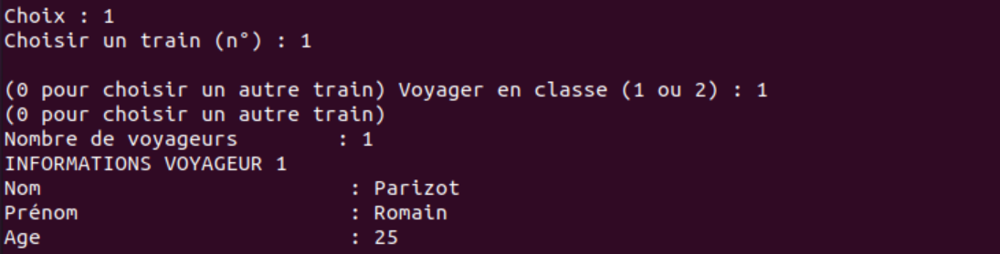 Choix : 1
Choisir un train (n°) : 1
(0 pour choisir un autre train) Voyager en classe (1 ou 2) : 1
(0 pour choisir un autre train)
Nombre de voyageurs : 1
INFORMATIONS VOYAGEUR 1
Nom : Parizot
Prénom : Romain
Age : 25